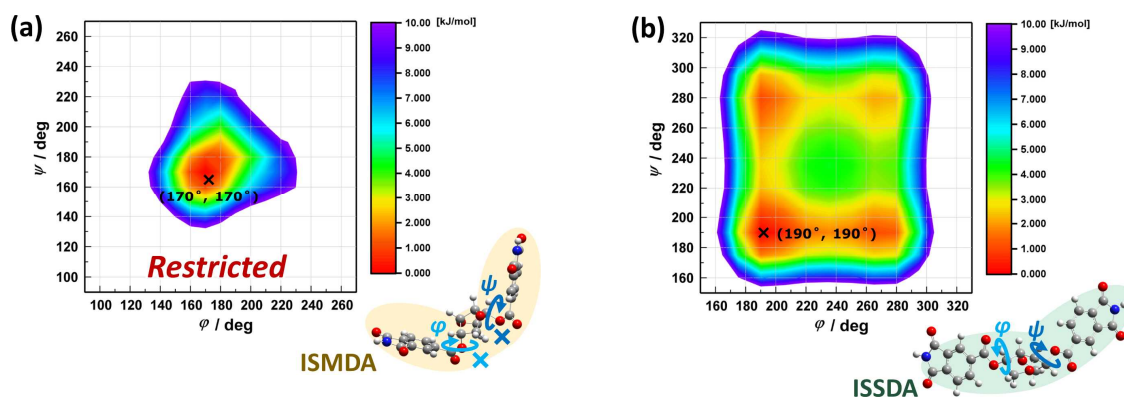 (a)
260
240
220
200
180
160
140
120
100
ψ / deg
100 120 140 160 180 200 220 240 260
φ / deg
(170°, 170°)
Restricted
10.00 [kJ/mol]
9.000
8.000
7.000
6.000
5.000
4.000
3.000
2.000
1.000
0.000
ψ
φ
ISMDA
(b)
320
300
280
260
240
220
200
180
160
ψ / deg
160 180 200 220 240 260 280 300 320
φ / deg
(190°, 190°)
10.00 [kJ/mol]
9.000
8.000
7.000
6.000
5.000
4.000
3.000
2.000
1.000
0.000
φ ψ
ISSDA